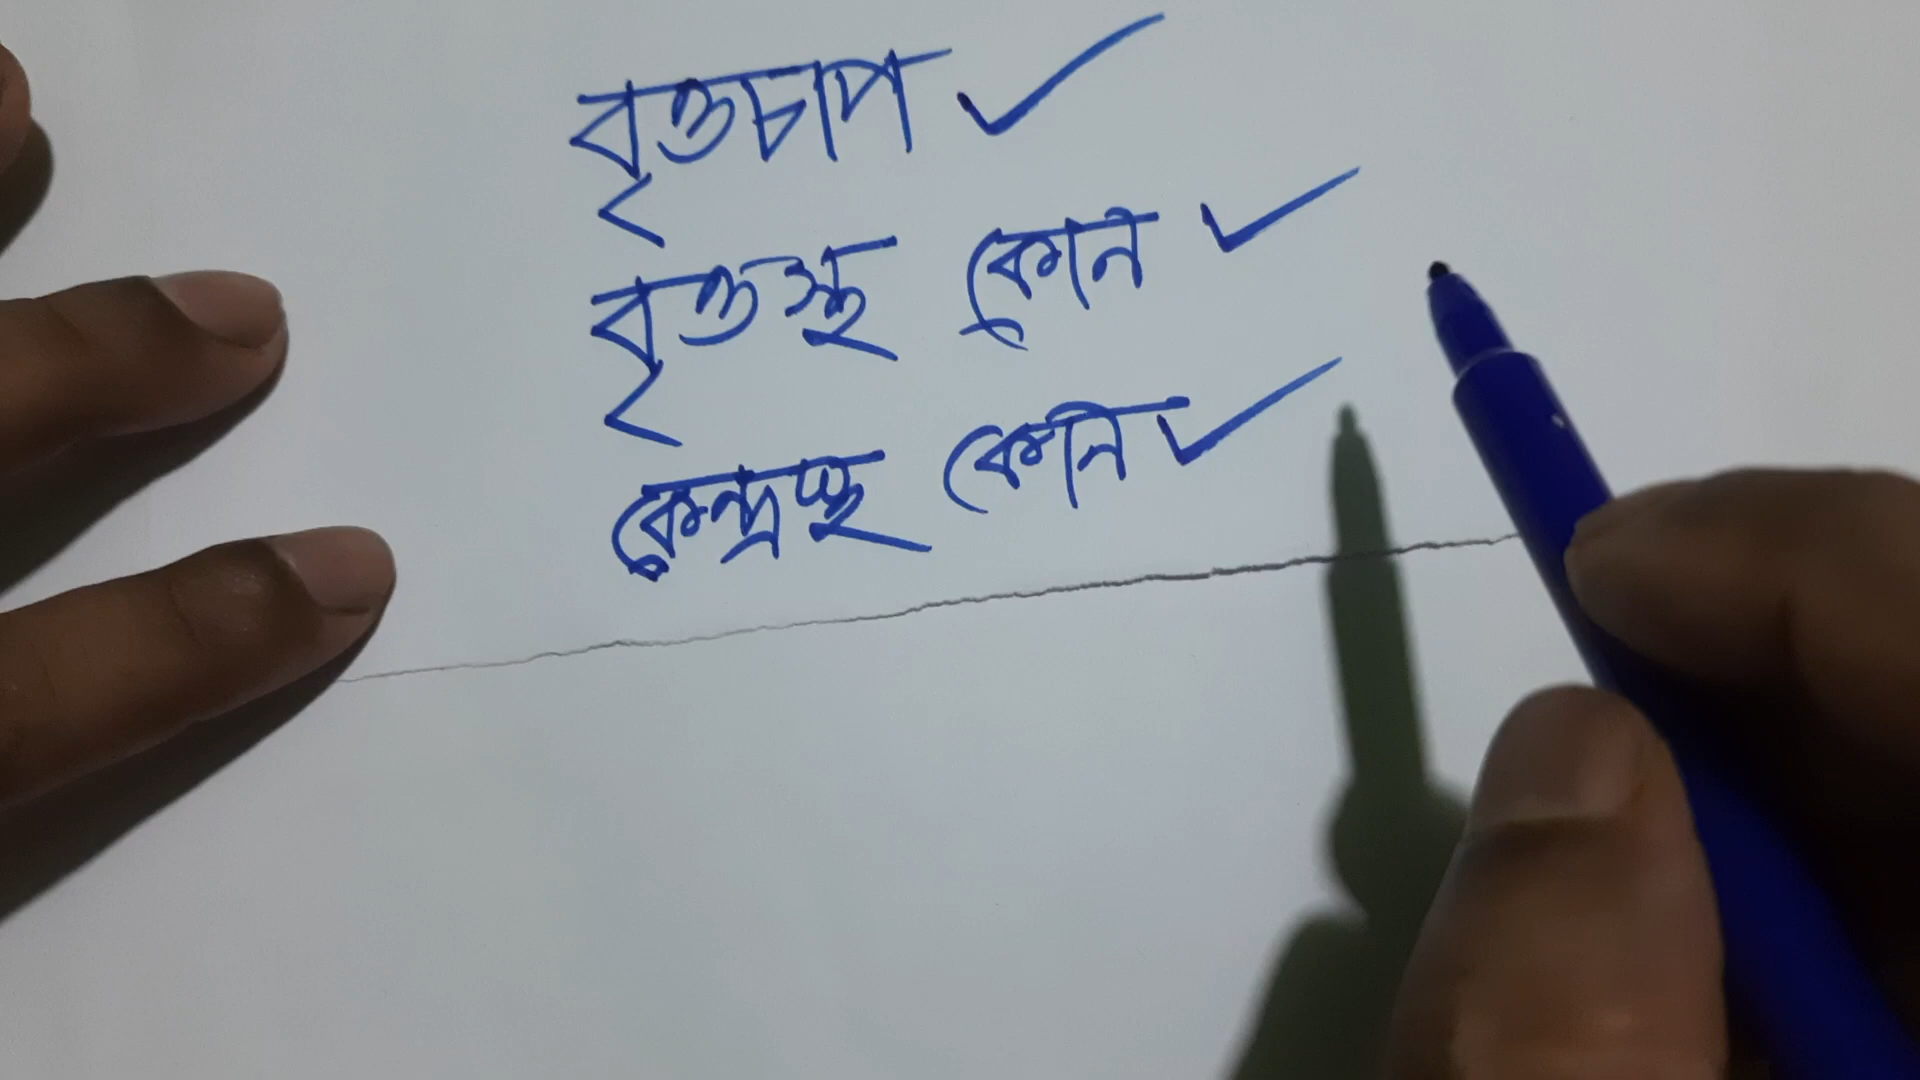 বৃত্তচাপ
বৃত্তস্থ কোন
কেন্দ্রস্থ কোন